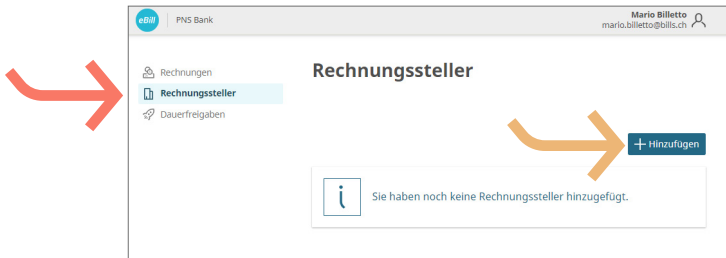 eBill
PNS Bank
Mario Billetto
mario.billetto@bills.ch
Rechnungen
Rechnungssteller
Dauerfreigaben
Rechnungssteller
Hinzufügen
Sie haben noch keine Rechnungssteller hinzugefügt.